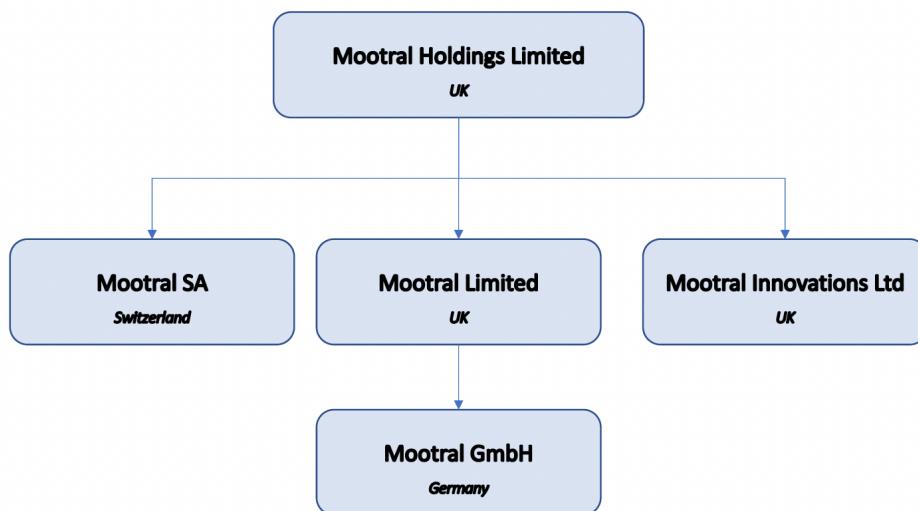 Mootral Holdings Limited
UK
Mootral SA
Switzerland
Mootral Limited
UK
Mootral Innovations Ltd
UK
Mootral GmbH
Germany